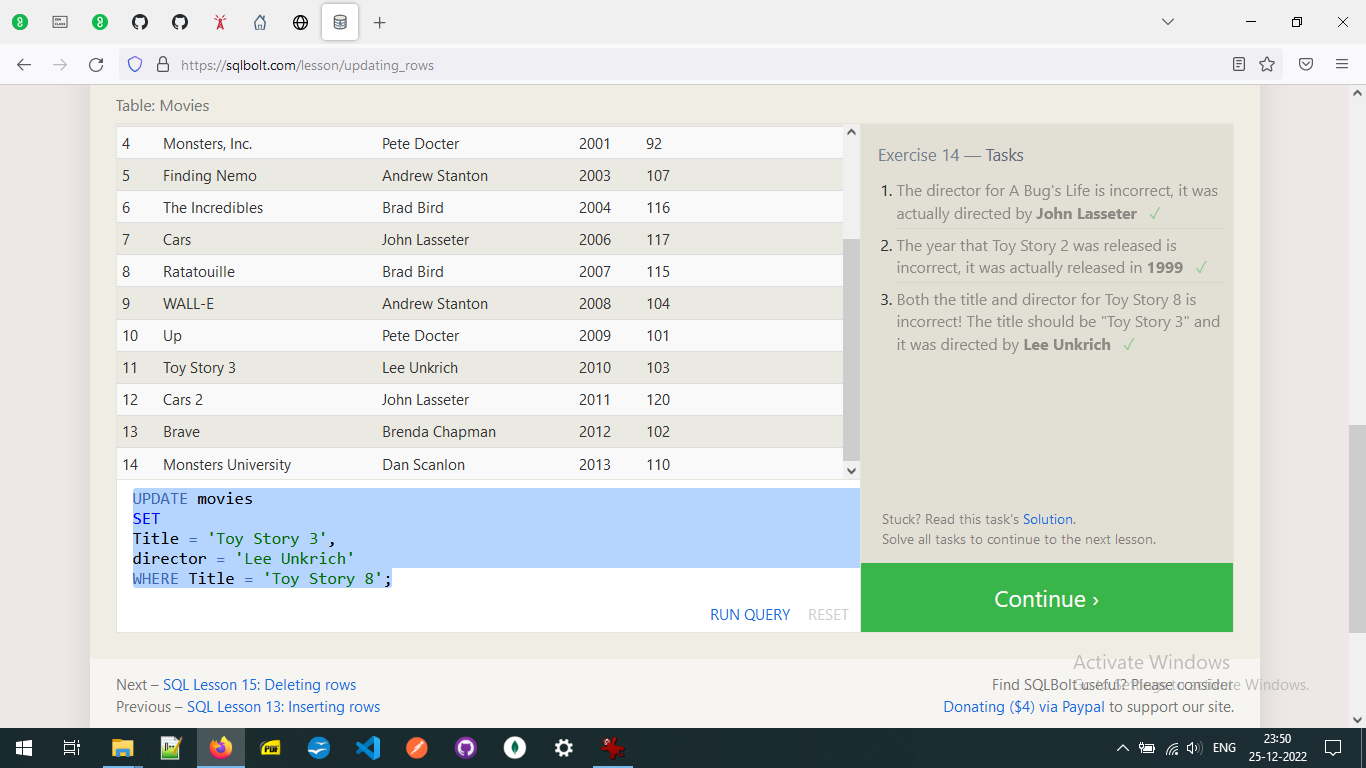 https://sqlbolt.com/lesson/updating_rows
Table: Movies
4 Monsters, Inc. Pete Docter 2001 92
5 Finding Nemo Andrew Stanton 2003 107
6 The Incredibles Brad Bird 2004 116
7 Cars John Lasseter 2006 117
8 Ratatouille Brad Bird 2007 115
9 WALL-E Andrew Stanton 2008 104
10 Up Pete Docter 2009 101
11 Toy Story 3 Lee Unkrich 2010 103
12 Cars 2 John Lasseter 2011 120
13 Brave Brenda Chapman 2012 102
14 Monsters University Dan Scanlon 2013 110
UPDATE movies
SET
Title = 'Toy Story 3',
director = 'Lee Unkrich'
WHERE Title = 'Toy Story 8';
RUN QUERY RESET
Exercise 14 — Tasks
1. The director for A Bug's Life is incorrect, it was
actually directed by John Lasseter ✓
2. The year that Toy Story 2 was released is
incorrect, it was actually released in 1999 ✓
3. Both the title and director for Toy Story 8 is
incorrect! The title should be "Toy Story 3" and
it was directed by Lee Unkrich ✓
Stuck? Read this task's Solution.
Solve all tasks to continue to the next lesson.
Continue ›
Next – SQL Lesson 15: Deleting rows
Previous – SQL Lesson 13: Inserting rows
Find SQLBolt useful? Please consider
Donating ($4) via Paypal to support our site.
Activate Windows
Go to Settings to activate Windows.
PDF
ENG
23:50
25-12-2022